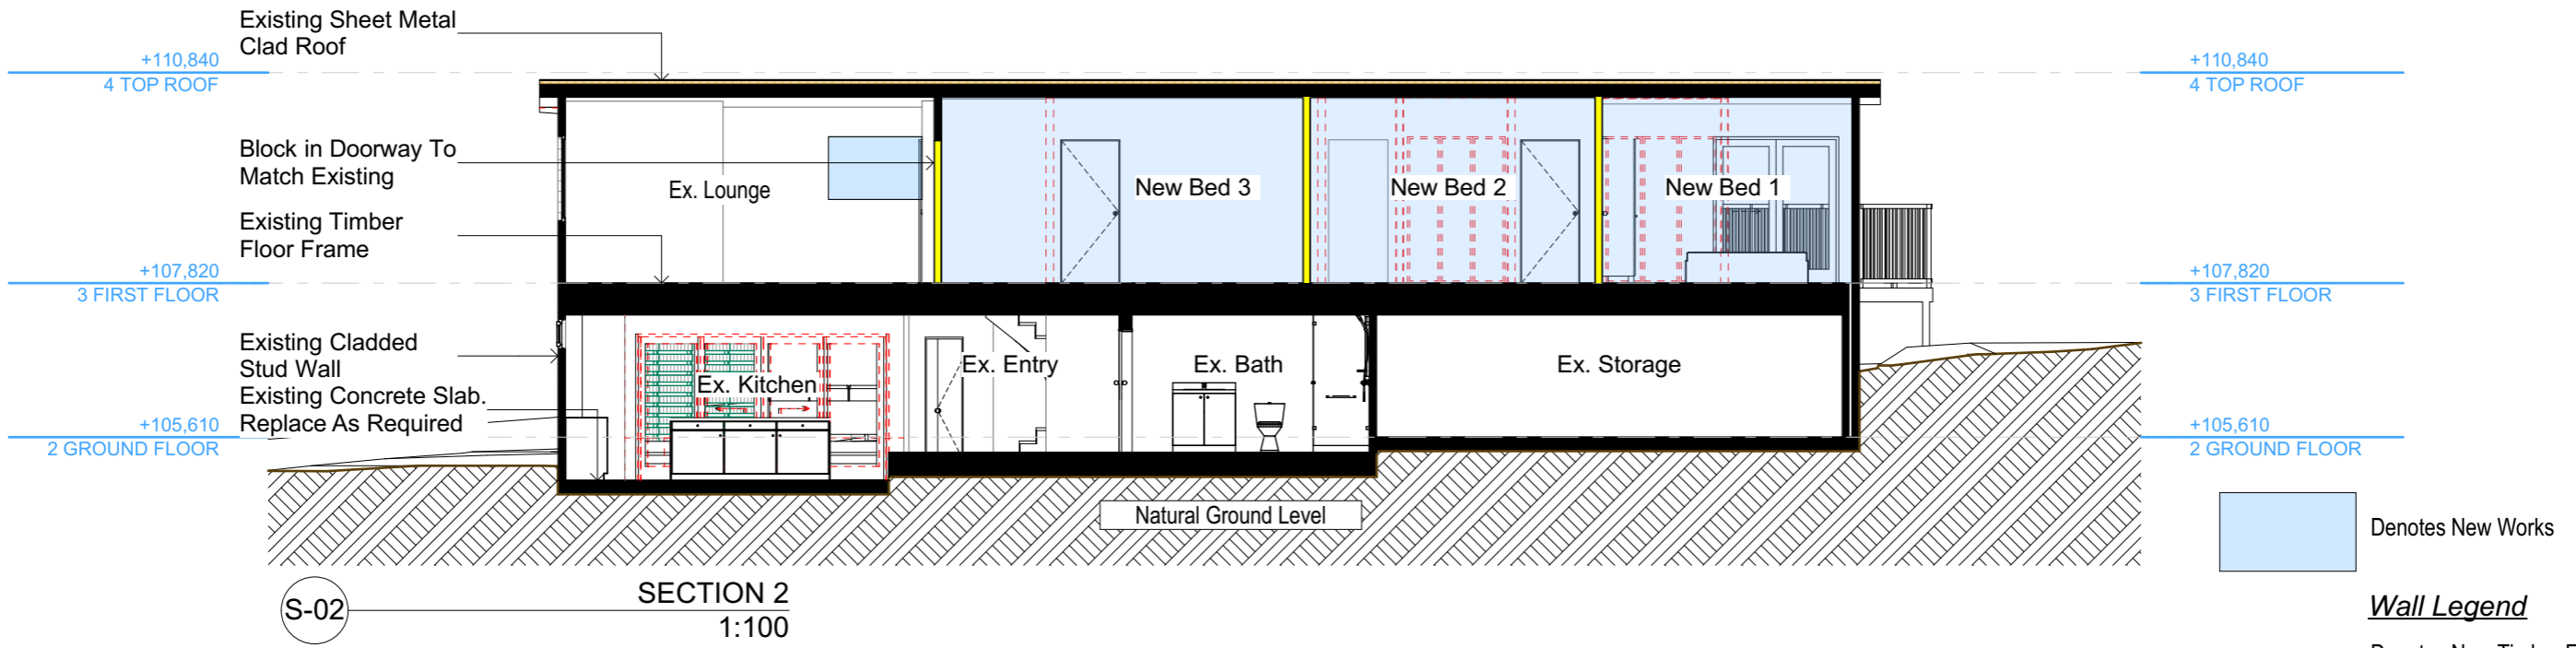 Existing Sheet Metal
Clad Roof
+110,840
4 TOP ROOF
+110,840
4 TOP ROOF
Block in Doorway To
Match Existing
Ex. Lounge
New Bed 3
New Bed 2
New Bed 1
Existing Timber
Floor Frame
+107,820
3 FIRST FLOOR
+107,820
3 FIRST FLOOR
Existing Cladded
Stud Wall
Existing Concrete Slab.
Replace As Required
Ex. Kitchen
Ex. Entry
Ex. Bath
Ex. Storage
+105,610
2 GROUND FLOOR
+105,610
2 GROUND FLOOR
Natural Ground Level
Denotes New Works
S-02
SECTION 2
1:100
Wall Legend